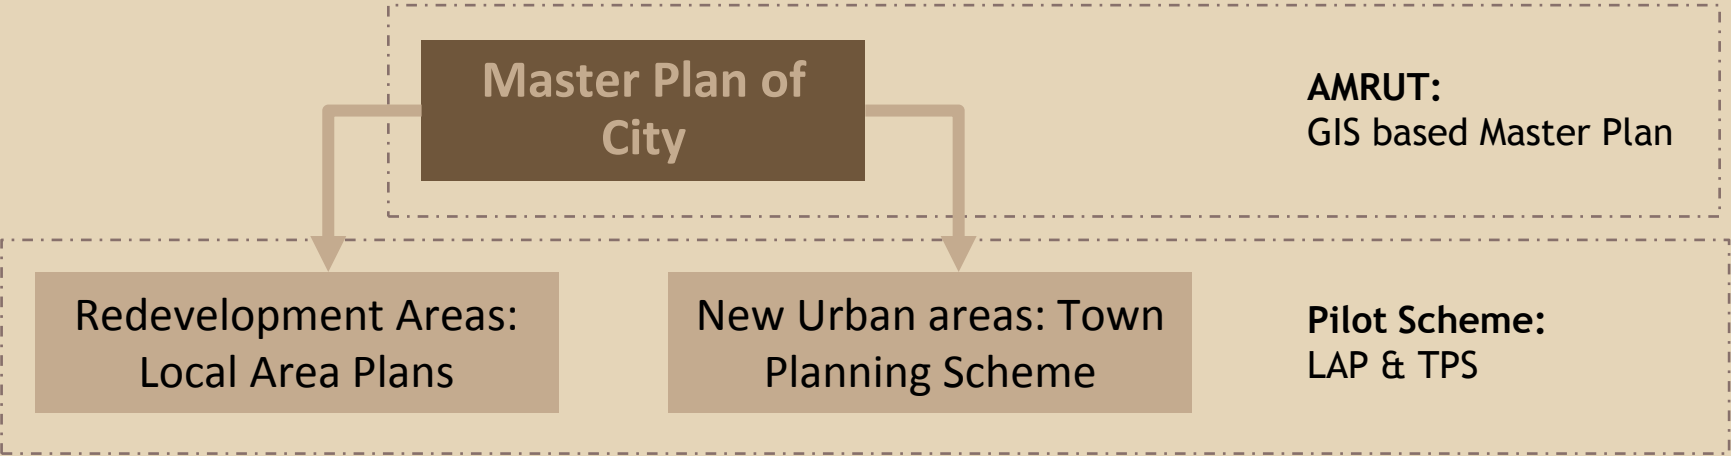 Master Plan of
City
AMRUT:
GIS based Master Plan
Redevelopment Areas:
Local Area Plans
New Urban areas: Town
Planning Scheme
Pilot Scheme:
LAP & TPS